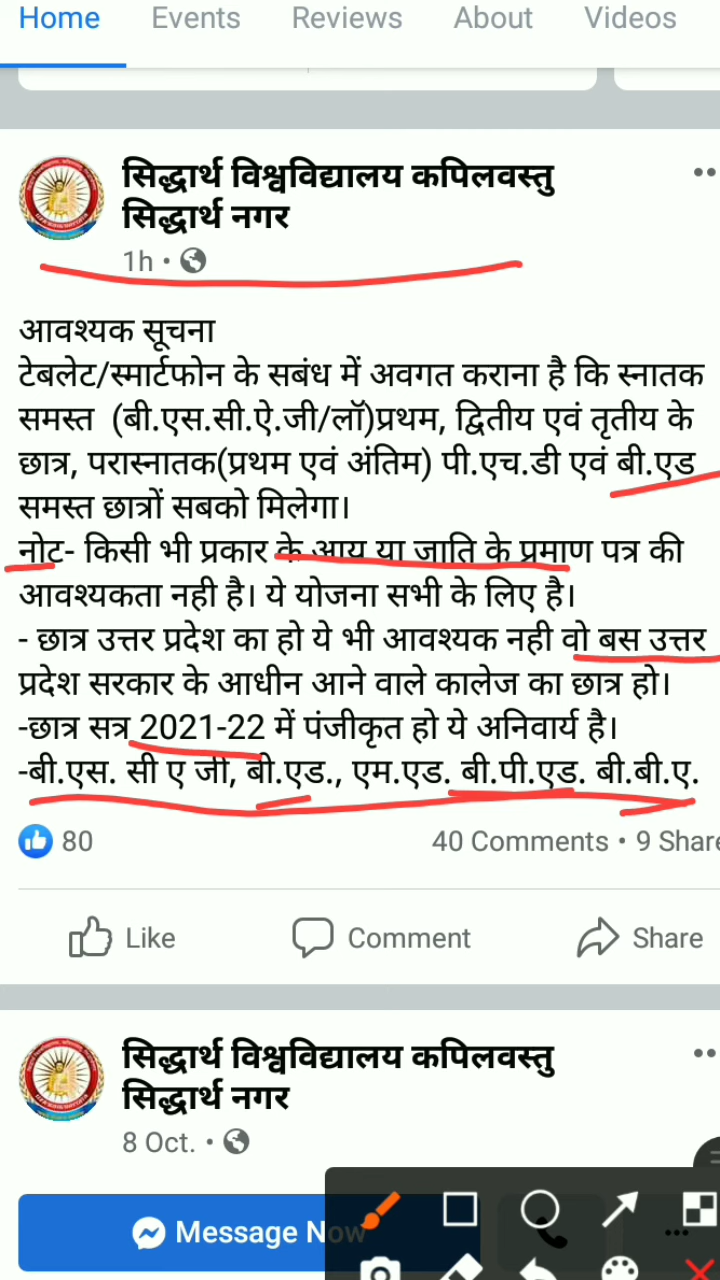 Home Events Reviews About Videos
सिद्धार्थ विश्वविद्यालय कपिलवस्तु
सिद्धार्थ नगर
1h •
आवश्यक सूचना
टेबलेट/स्मार्टफोन के सबंध में अवगत कराना है कि स्नातक
समस्त (बी.एस.सी.ऐ.जी/लॉ)प्रथम, द्वितीय एवं तृतीय के
छात्र, परास्नातक(प्रथम एवं अंतिम) पी.एच.डी एवं बी.एड
समस्त छात्रों सबको मिलेगा।
नोट- किसी भी प्रकार के आय या जाति के प्रमाण पत्र की
आवश्यकता नही है। ये योजना सभी के लिए है।
- छात्र उत्तर प्रदेश का हो ये भी आवश्यक नही वो बस उत्तर
प्रदेश सरकार के आधीन आने वाले कालेज का छात्र हो।
-छात्र सत्र 2021-22 में पंजीकृत हो ये अनिवार्य है।
-बी.एस. सी ए जी, बी.एड., एम.एड. बी.पी.एड. बी.बी.ए.
80 40 Comments • 9 Share
Like Comment Share
सिद्धार्थ विश्वविद्यालय कपिलवस्तु
सिद्धार्थ नगर
8 Oct. •
Message Now